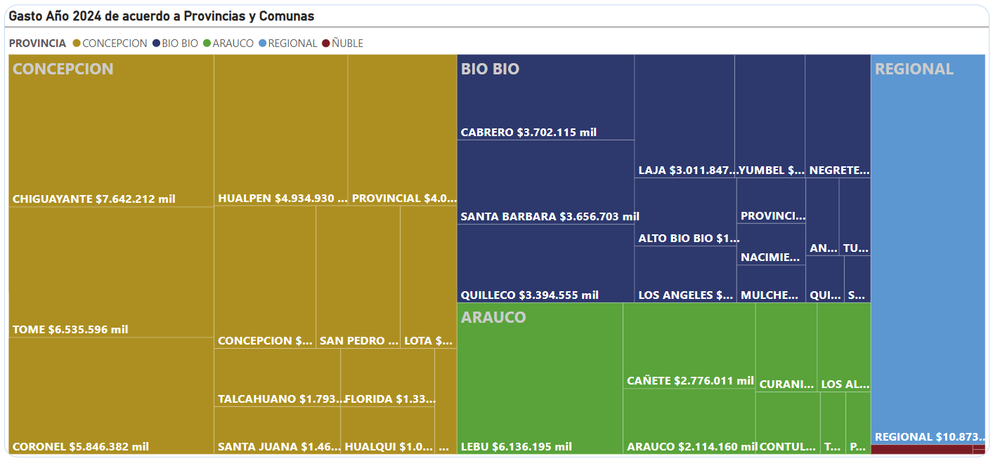 Gasto Año 2024 de acuerdo a Provincias y Comunas
PROVINCIA CONCEPCION BIO BIO ARAUCO REGIONAL ÑUBLE
CONCEPCION
CHIGUAYANTE $7.642.212 mil
TOME $6.535.596 mil
CORONEL $5.846.382 mil
HUALPEN $4.934.930 ...
PROVINCIAL $4.0...
CONCEPCION $...
SAN PEDRO ...
LOTA $...
TALCAHUANO $1.793...
FLORIDA $1.33...
SANTA JUANA $1.46...
HUALQUI $1.0...
...
BIO BIO
CABRERO $3.702.115 mil
SANTA BARBARA $3.656.703 mil
QUILLECO $3.394.555 mil
LAJA $3.011.847...
YUMBEL $...
NEGRETE...
ALTO BIO BIO $1...
LOS ANGELES $...
PROVINCI...
NACIMIE...
MULCHE...
AN...
TU...
QUI...
S...
ARAUCO
LEBU $6.136.195 mil
CAÑETE $2.776.011 mil
ARAUCO $2.114.160 mil
CURANI...
LOS AL...
CONTUL...
T...
P...
REGIONAL
REGIONAL $10.873...